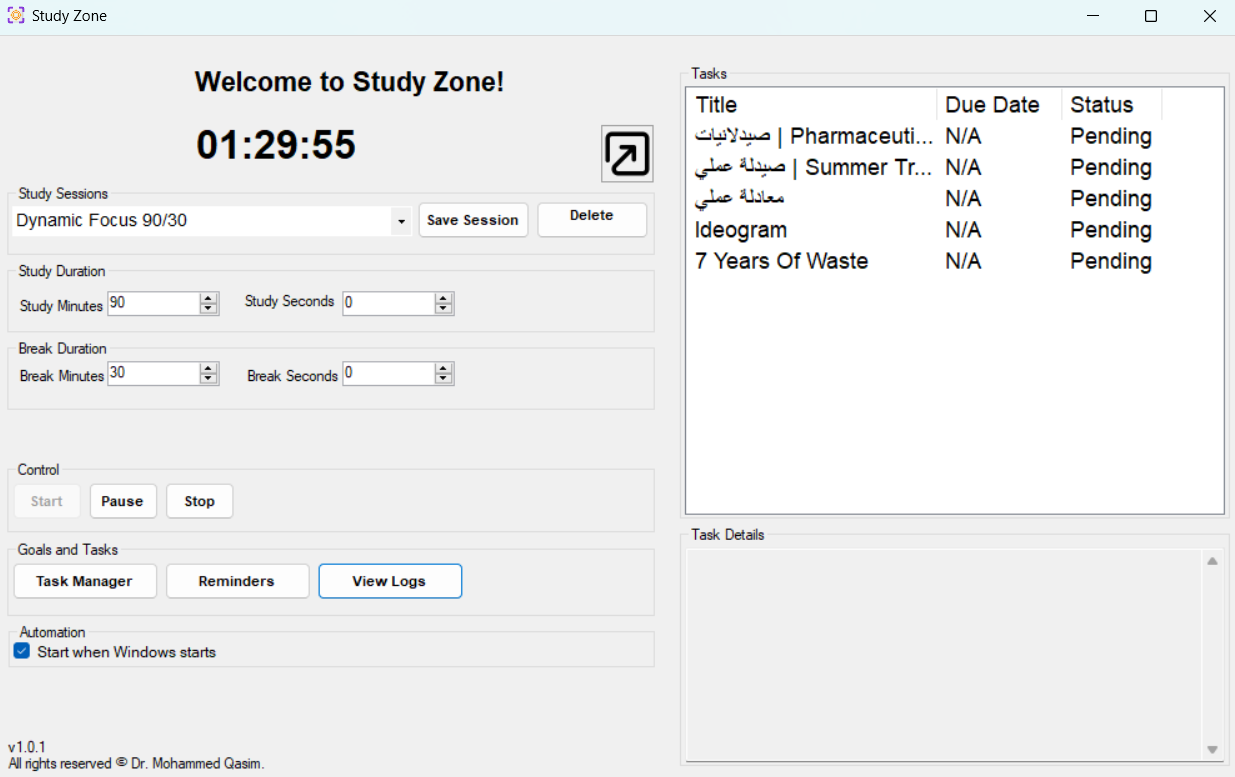 Study Zone
Welcome to Study Zone!
01:29:55
Study Sessions
Dynamic Focus 90/30
Save Session
Delete
Study Duration
Study Minutes 90
Study Seconds 0
Break Duration
Break Minutes 30
Break Seconds 0
Control
Start
Pause
Stop
Goals and Tasks
Task Manager
Reminders
View Logs
Automation
Start when Windows starts
v1.0.1
All rights reserved © Dr. Mohammed Qasim.
Tasks
Title Due Date Status
صيدلانيات | Pharmaceuti... N/A Pending
صيدلة عملي | Summer Tr... N/A Pending
معادلة عملي N/A Pending
Ideogram N/A Pending
7 Years Of Waste N/A Pending
Task Details